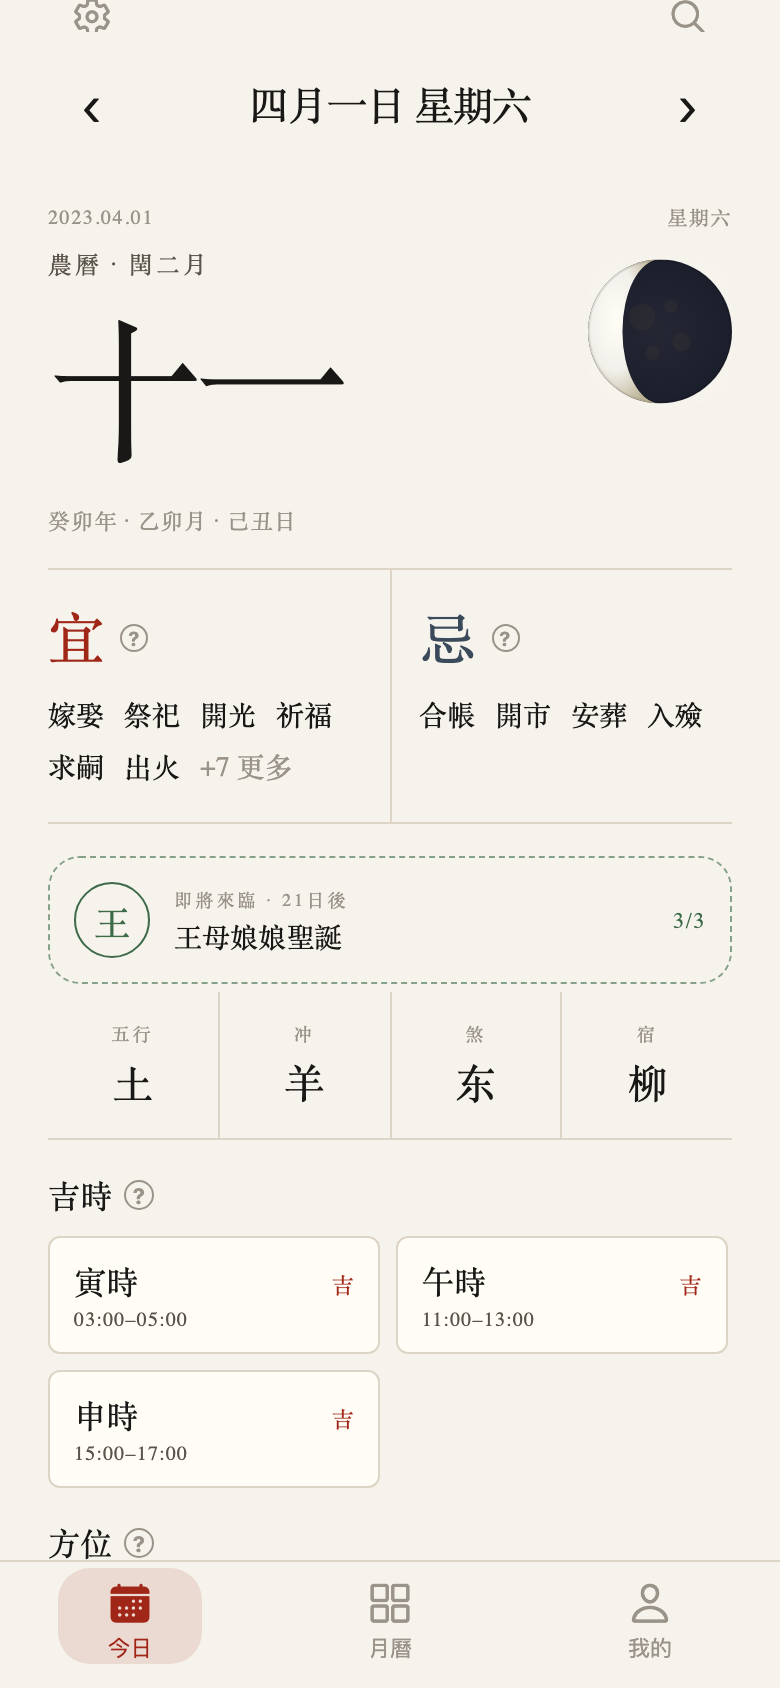 ‹ 四月一日 星期六 ›
2023.04.01 星期六
農曆 · 閏二月
十一
癸卯年 · 乙卯月 · 己丑日
宜 ? 忌 ?
嫁娶 祭祀 開光 祈福 合帳 開市 安葬 入殮
求嗣 出火 +7 更多
即將來臨 · 21日後
王 王母娘娘聖誕 3/3
五行 冲 煞 宿
土 羊 东 柳
吉時 ?
寅時 吉 午時 吉
03:00–05:00 11:00–13:00
申時 吉
15:00–17:00
方位 ?
今日 月曆 我的